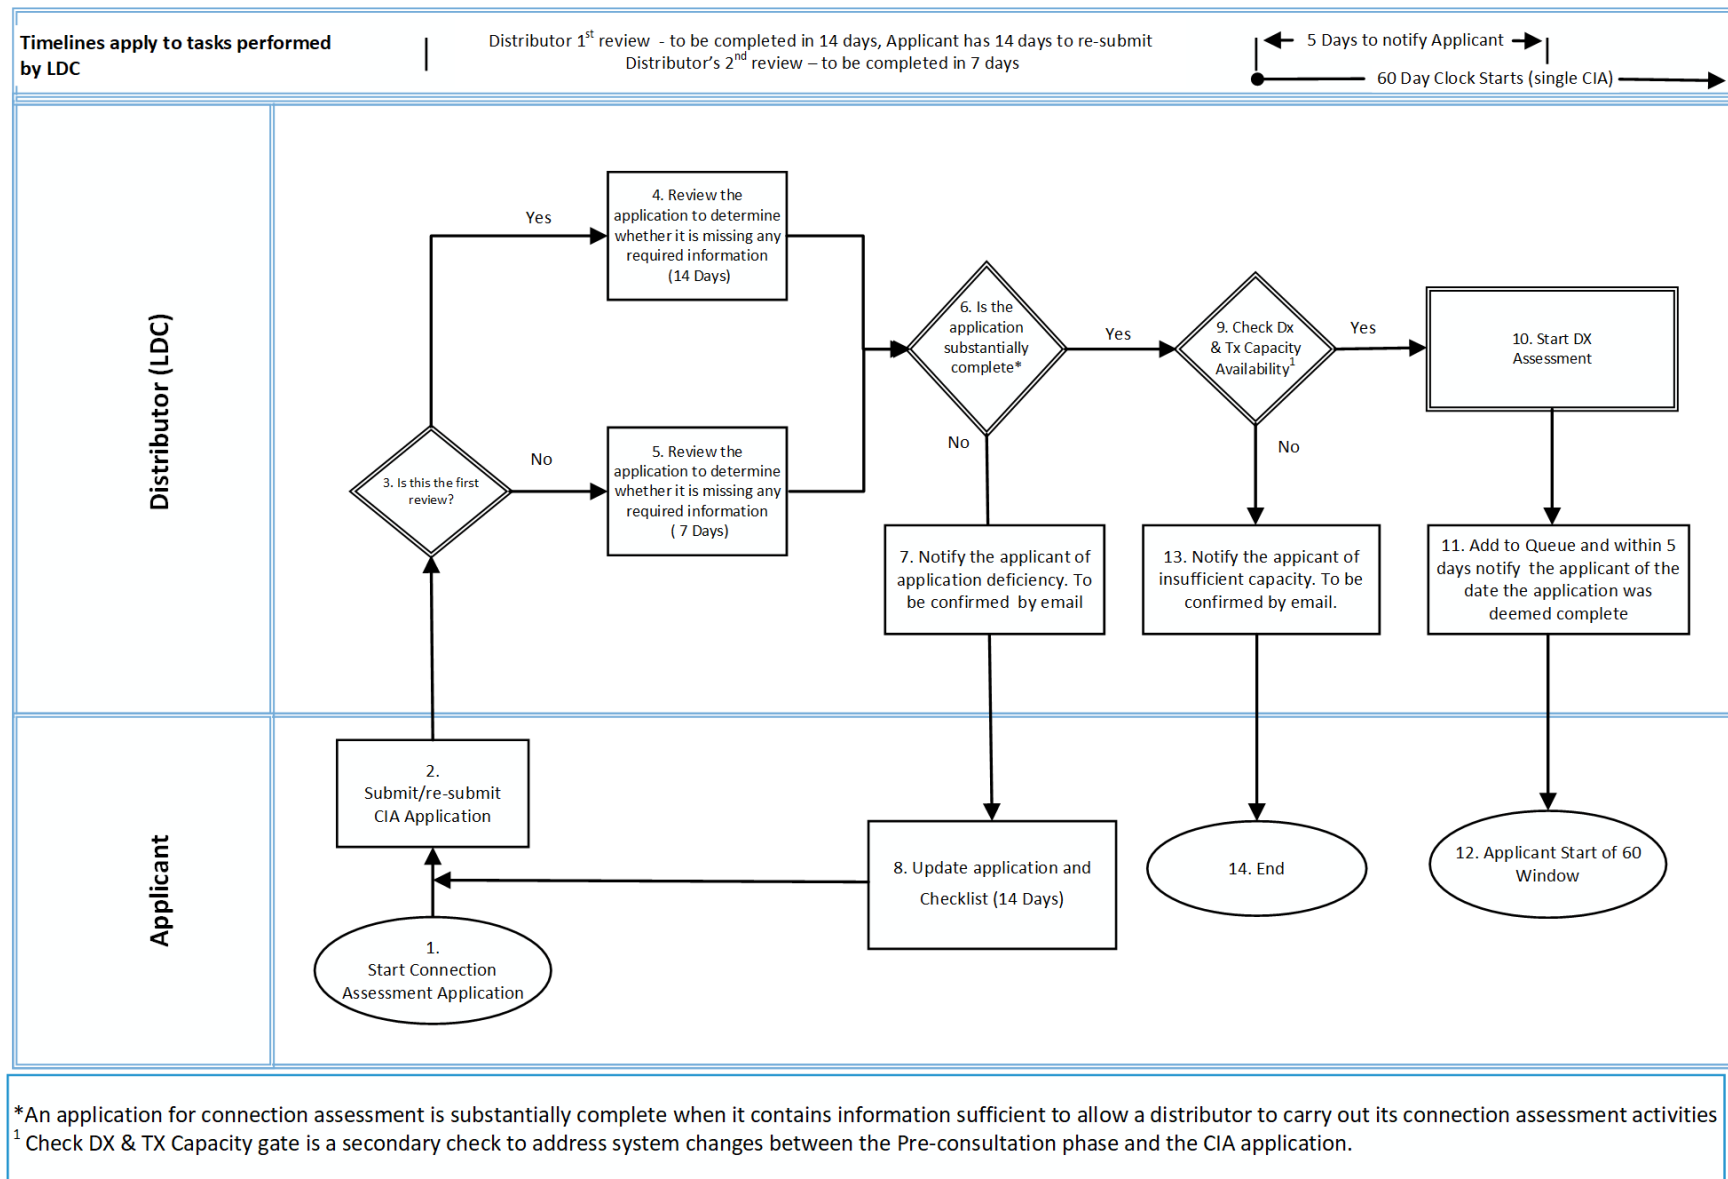 Timelines apply to tasks performed
by LDC
Distributor 1st review - to be completed in 14 days, Applicant has 14 days to re-submit
Distributor's 2nd review – to be completed in 7 days
5 Days to notify Applicant
60 Day Clock Starts (single CIA)
Distributor (LDC)
4. Review the
application to determine
whether it is missing any
required information
(14 Days)
Yes
3. Is this the first
review?
No
5. Review the
application to determine
whether it is missing any
required information
( 7 Days)
6. Is the
application
substantially
complete*
Yes
No
9. Check Dx
& Tx Capacity
Availability1
Yes
No
10. Start DX
Assessment
7. Notify the applicant of
application deficiency. To
be confirmed by email
13. Notify the appicant of
insufficient capacity. To be
confirmed by email.
11. Add to Queue and within 5
days notify the applicant of the
date the application was
deemed complete
Applicant
2.
Submit/re-submit
CIA Application
8. Update application and
Checklist (14 Days)
14. End
12. Applicant Start of 60
Window
1.
Start Connection
Assessment Application
*An application for connection assessment is substantially complete when it contains information sufficient to allow a distributor to carry out its connection assessment activities
1 Check DX & TX Capacity gate is a secondary check to address system changes between the Pre-consultation phase and the CIA application.